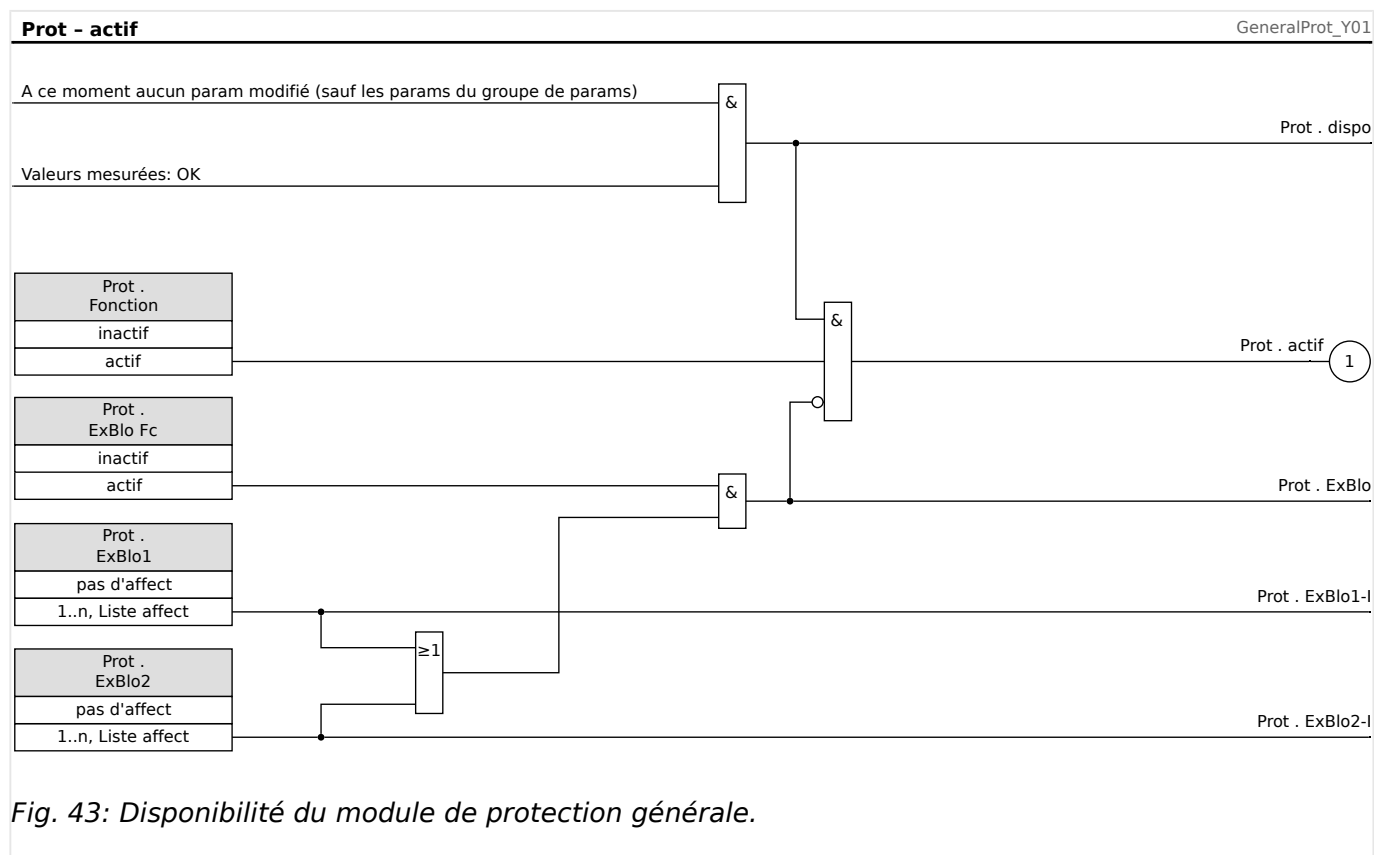 Prot – actif
GeneralProt_Y01
A ce moment aucun param modifié (sauf les params du groupe de params)
&
Prot . dispo
Valeurs mesurées: OK
Prot .
Fonction
inactif
actif
&
Prot . actif
1
Prot .
ExBlo Fc
inactif
actif
&
Prot . ExBlo
Prot .
ExBlo1
pas d'affect
1..n, Liste affect
Prot . ExBlo1-I
≥1
Prot .
ExBlo2
pas d'affect
1..n, Liste affect
Prot . ExBlo2-I
Fig. 43: Disponibilité du module de protection générale.